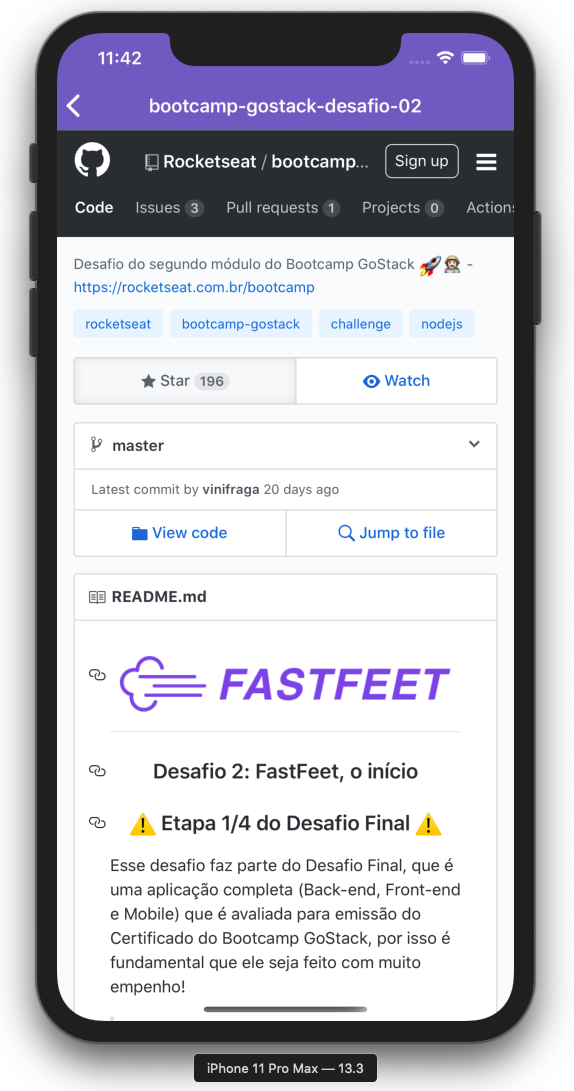 11:42
bootcamp-gostack-desafio-02
Rocketseat / bootcamp... Sign up
Code Issues 3 Pull requests 1 Projects 0 Actions
Desafio do segundo módulo do Bootcamp GoStack 🚀👨🏻‍🚀 -
https://rocketseat.com.br/bootcamp
rocketseat bootcamp-gostack challenge nodejs
Star 196 Watch
master
Latest commit by vinifraga 20 days ago
View code Jump to file
README.md
FASTFEET
Desafio 2: FastFeet, o início
⚠️ Etapa 1/4 do Desafio Final ⚠️
Esse desafio faz parte do Desafio Final, que é
uma aplicação completa (Back-end, Front-end
e Mobile) que é avaliada para emissão do
Certificado do Bootcamp GoStack, por isso é
fundamental que ele seja feito com muito
empenho!
iPhone 11 Pro Max — 13.3